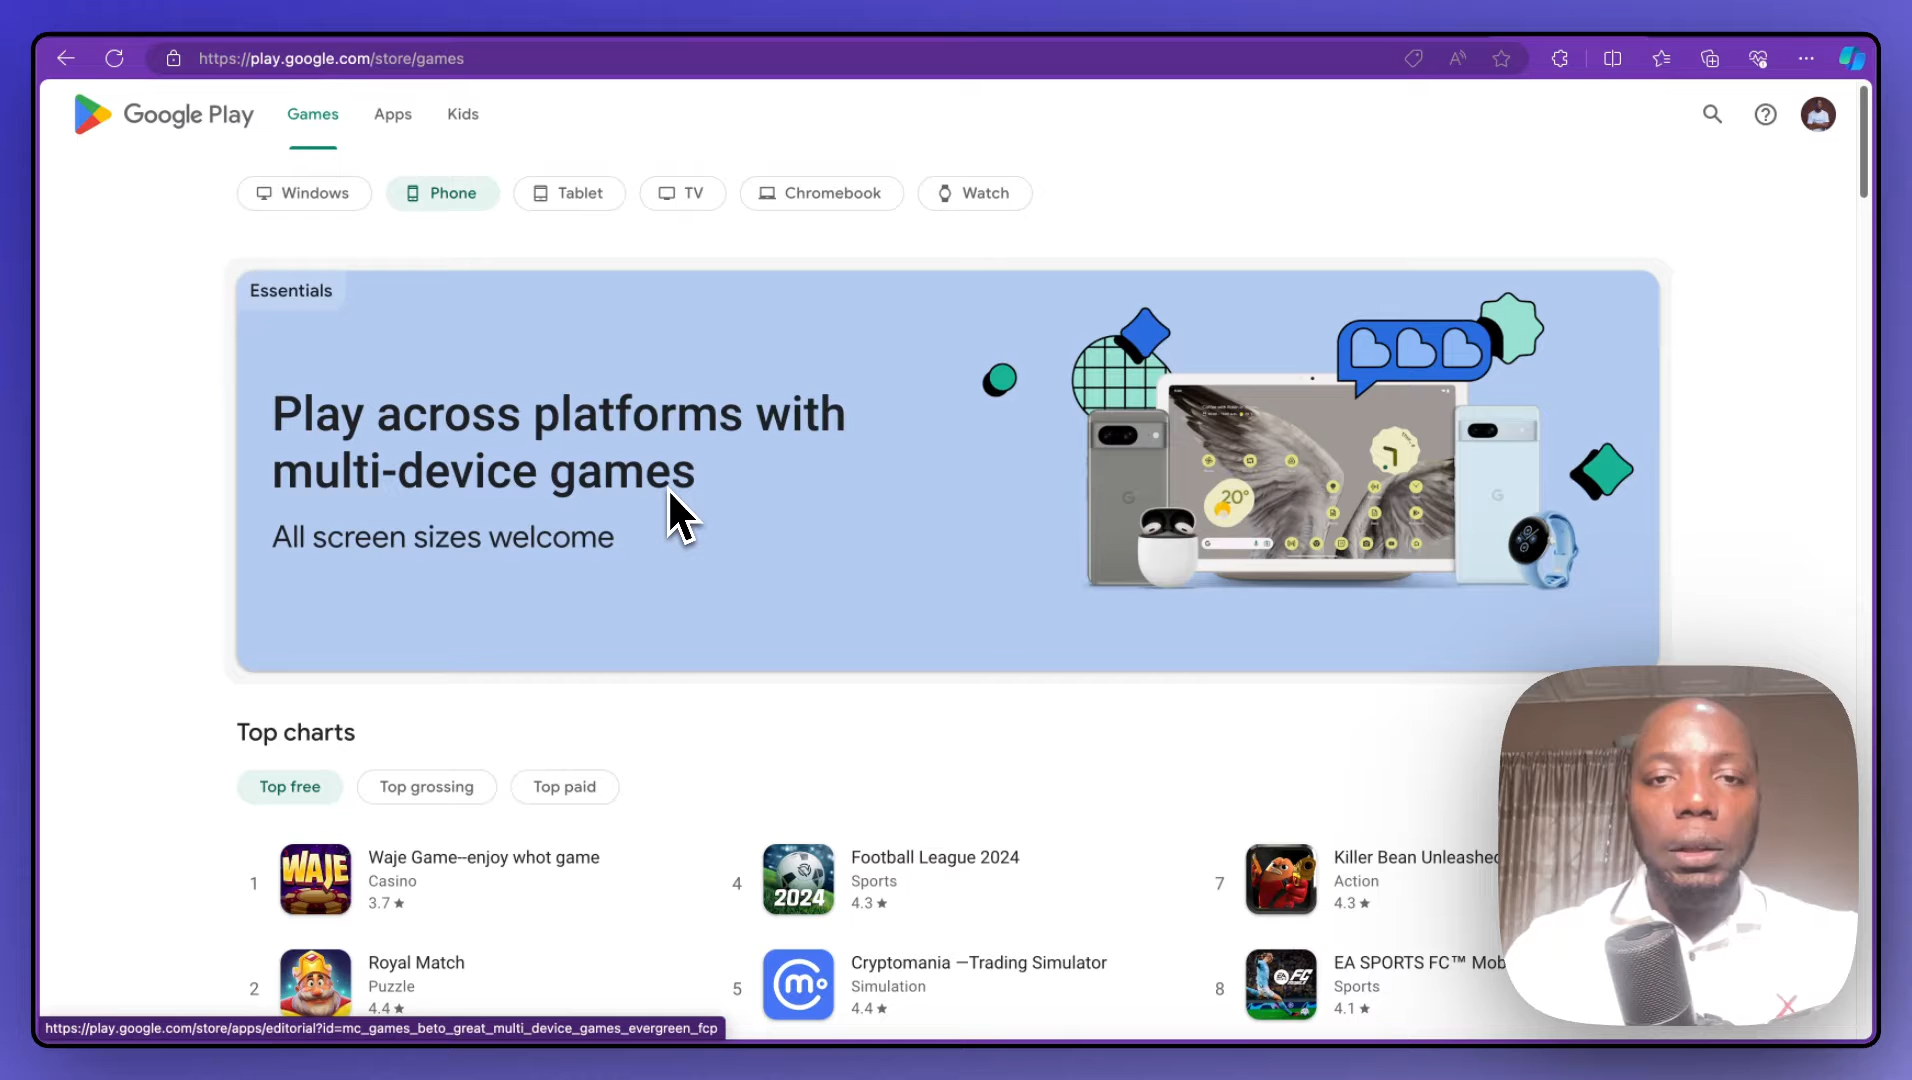 https://play.google.com/store/games
Google Play
Games
Apps
Kids
Windows
Phone
Tablet
TV
Chromebook
Watch
Essentials
Play across platforms with
multi-device games
All screen sizes welcome
20°
Top charts
Top free
Top grossing
Top paid
1
WAJE
Waje Game--enjoy whot game
Casino
3.7 ★
4
2024
Football League 2024
Sports
4.3 ★
7
Killer Bean Unleashed
Action
4.3 ★
2
Royal Match
Puzzle
4.4 ★
5
Cryptomania —Trading Simulator
Simulation
4.4 ★
8
EA SPORTS FC™ Mob
Sports
4.1 ★
https://play.google.com/store/apps/editorial?id=mc_games_beto_great_multi_device_games_evergreen_fcp